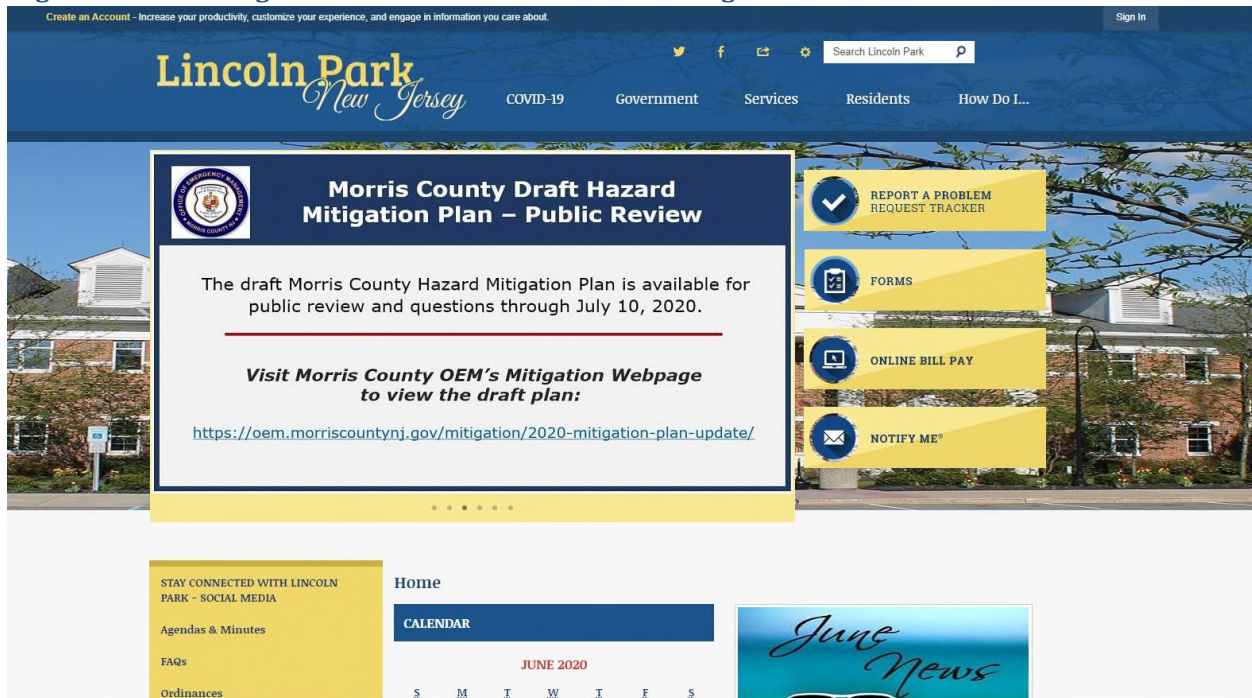 Create an Account - Increase your productivity, customize your experience, and engage in information you care about.
Sign In
Lincoln Park
New Jersey
Search Lincoln Park
COVID-19 Government Services Residents How Do I...
Morris County Draft Hazard
Mitigation Plan – Public Review
The draft Morris County Hazard Mitigation Plan is available for
public review and questions through July 10, 2020.
Visit Morris County OEM's Mitigation Webpage
to view the draft plan:
https://oem.morriscountynj.gov/mitigation/2020-mitigation-plan-update/
REPORT A PROBLEM
REQUEST TRACKER
FORMS
ONLINE BILL PAY
NOTIFY ME®
STAY CONNECTED WITH LINCOLN
PARK - SOCIAL MEDIA
Agendas & Minutes
FAQs
Ordinances
Home
CALENDAR
JUNE 2020
S M T W T F S
June
News